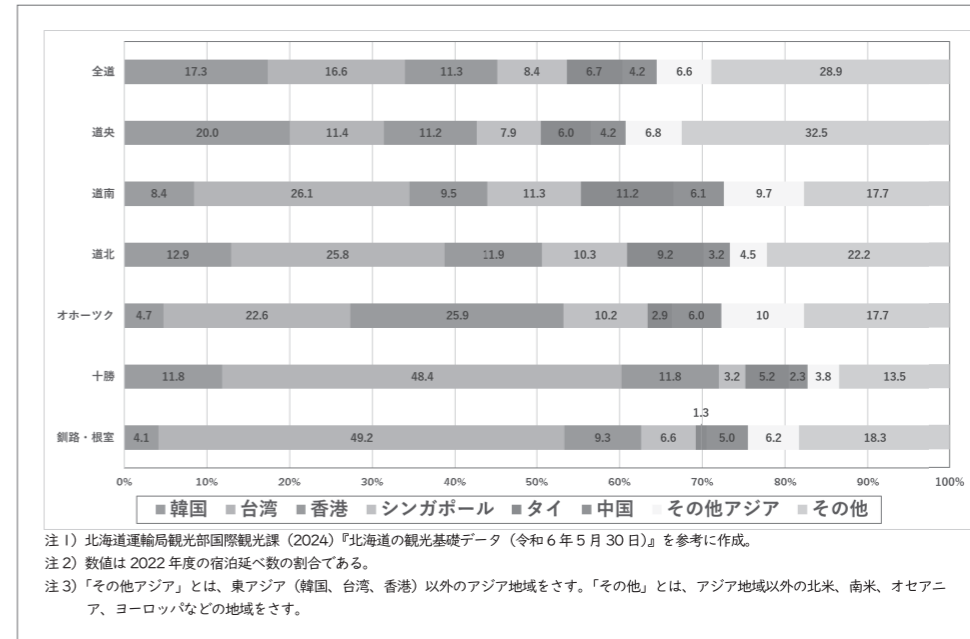 全道 17.3 16.6 11.3 8.4 6.7 4.2 6.6 28.9
道央 20.0 11.4 11.2 7.9 6.0 4.2 6.8 32.5
道南 8.4 26.1 9.5 11.3 11.2 6.1 9.7 17.7
道北 12.9 25.8 11.9 10.3 9.2 3.2 4.5 22.2
オホーツク 4.7 22.6 25.9 10.2 2.9 6.0 10 17.7
十勝 11.8 48.4 11.8 3.2 5.2 2.3 3.8 13.5
1.3
釧路・根室 4.1 49.2 9.3 6.6 5.0 6.2 18.3
0% 10% 20% 30% 40% 50% 60% 70% 80% 90% 100%
■韓国 ■台湾 ■香港 ■シンガポール ■タイ ■中国 ■その他アジア ■その他
注1）北海道運輸局観光部国際観光課（2024）『北海道の観光基礎データ（令和6年5月30日）』を参考に作成。
注2）数値は2022年度の宿泊延べ数の割合である。
注3）「その他アジア」とは、東アジア（韓国、台湾、香港）以外のアジア地域をさす。「その他」とは、アジア地域以外の北米、南米、オセアニ
ア、ヨーロッパなどの地域をさす。